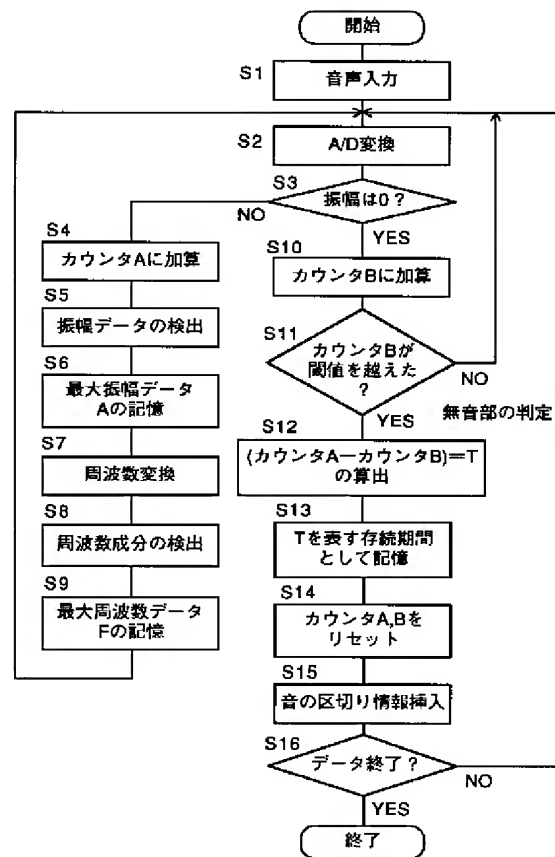 開始
S1
音声入力
S2
A/D変換
S3
振幅は0？
NO
YES
S4
カウンタAに加算
S5
振幅データの検出
S6
最大振幅データ
Aの記憶
S7
周波数変換
S8
周波数成分の検出
S9
最大周波数データ
Fの記憶
S10
カウンタBに加算
S11
カウンタBが
閾値を越えた
？
NO
YES
無音部の判定
S12
(カウンタA−カウンタB)=T
の算出
S13
Tを表す存続期間
として記憶
S14
カウンタA,Bを
リセット
S15
音の区切り情報挿入
S16
データ終了？
NO
YES
終了